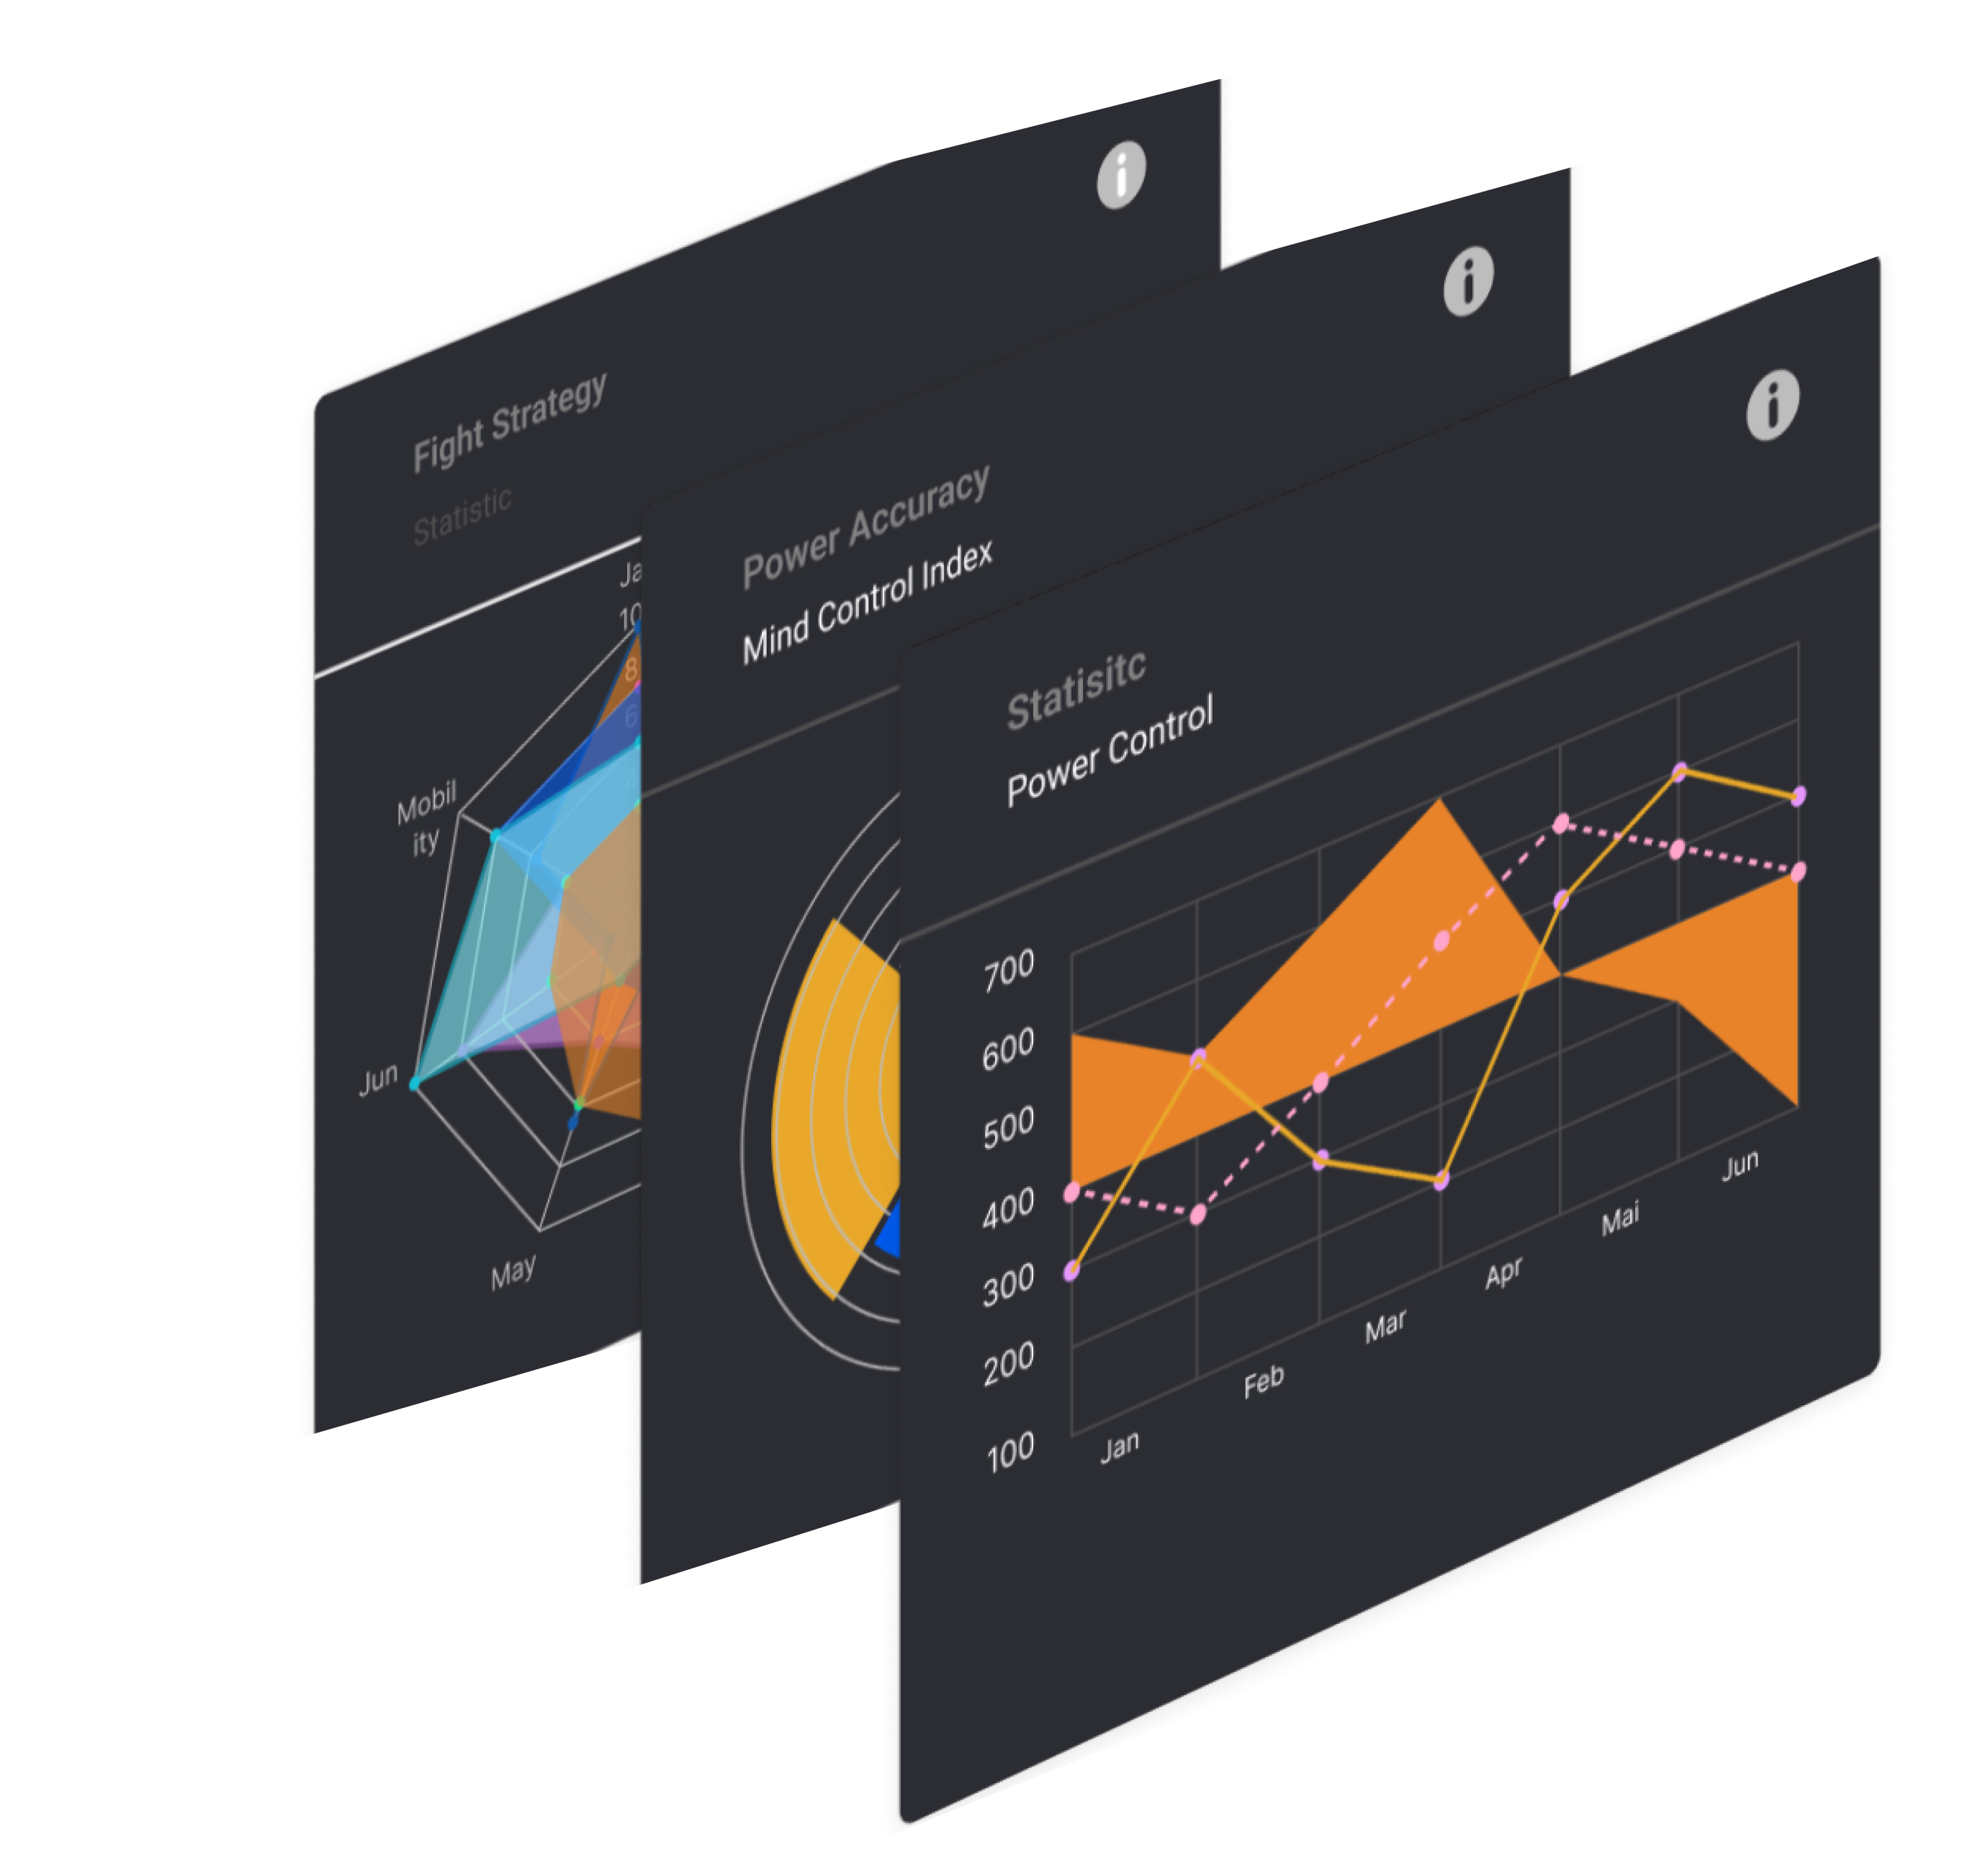 Fight Strategy
Statistic
Ja
10
8
6
Mobil
ity
Jun
May
Power Accuracy
Mind Control Index
Statisitc
Power Control
700
600
500
400
300
200
100
Jan
Feb
Mar
Apr
Mai
Jun